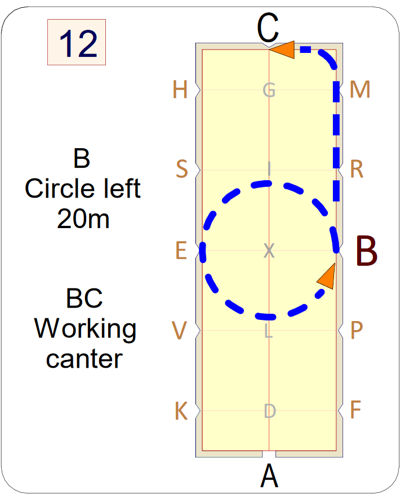 12
B
Circle left
20m
BC
Working
canter
C
H G M
S I R
E X B
V L P
K D F
A